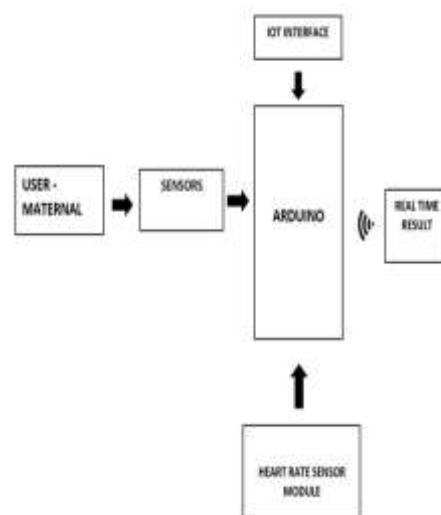 IOT INTERFACE
USER -
MATERNAL
SENSORS
ARDUINO
REAL TIME
RESULT
HEART RATE SENSOR
MODULE